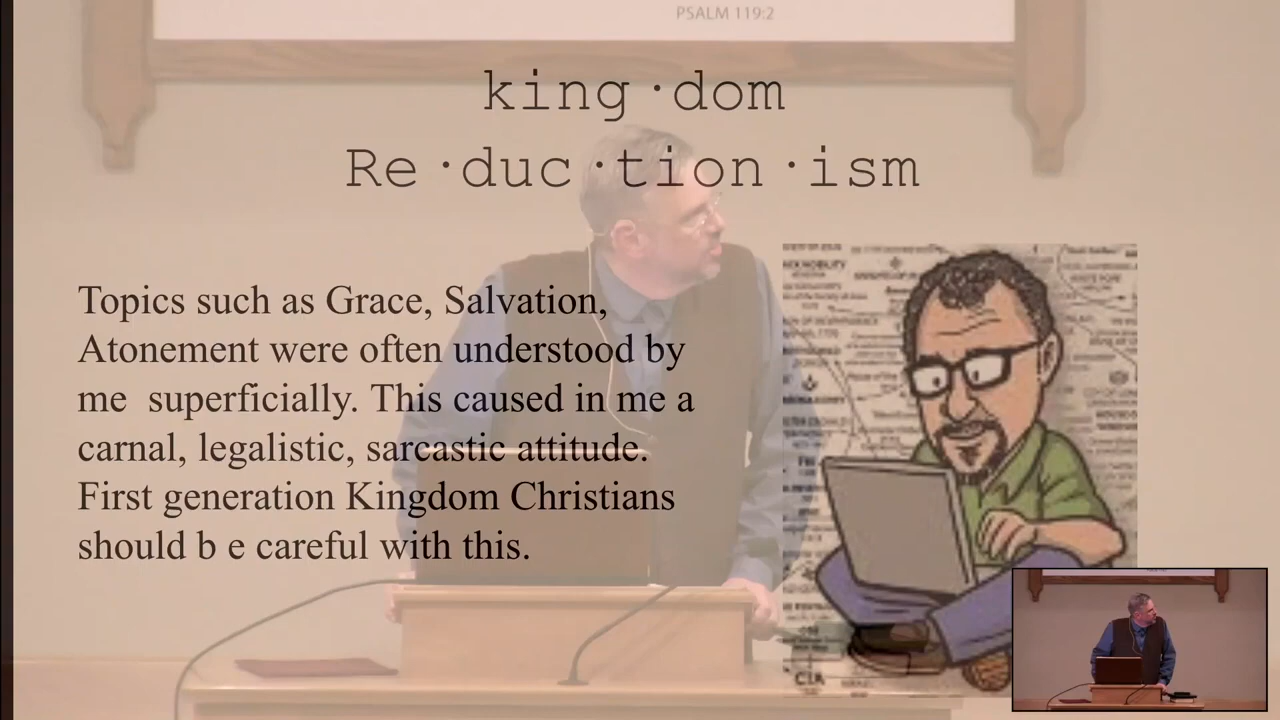 PSALM 119:2
king·dom
Re·duc·tion·ism
Topics such as Grace, Salvation,
Atonement were often understood by
me superficially. This caused in me a
carnal, legalistic, sarcastic attitude.
First generation Kingdom Christians
should b e careful with this.
CIA